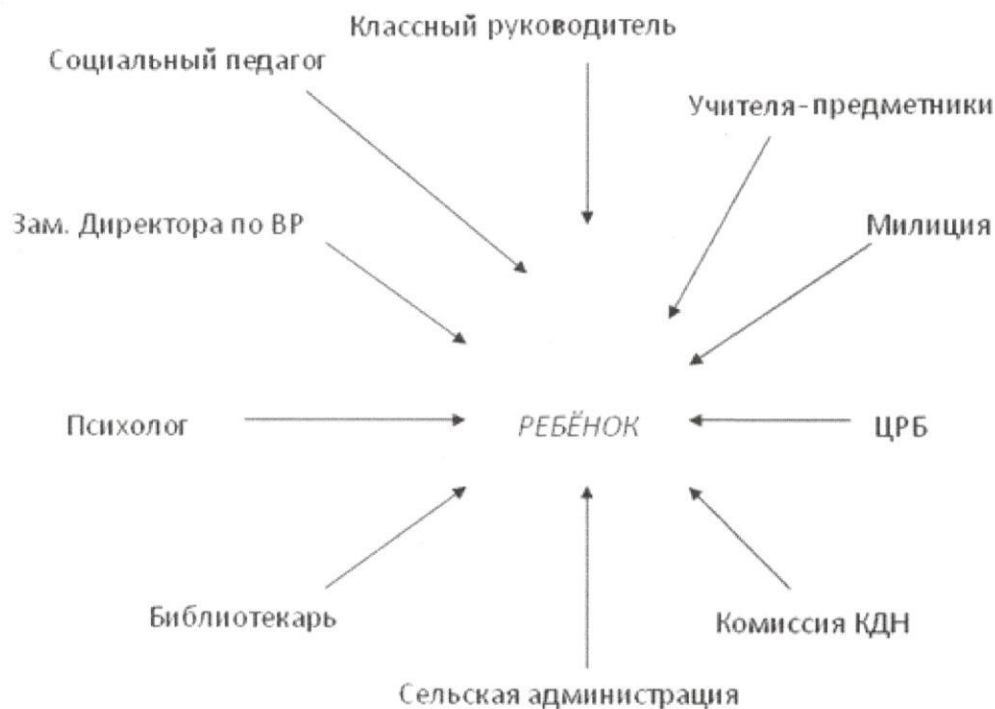 Классный руководитель
Социальный педагог
Учителя-предметники
Зам. Директора по ВР
Милиция
Психолог
РЕБЁНОК
ЦРБ
Библиотекарь
Комиссия КДН
Сельская администрация